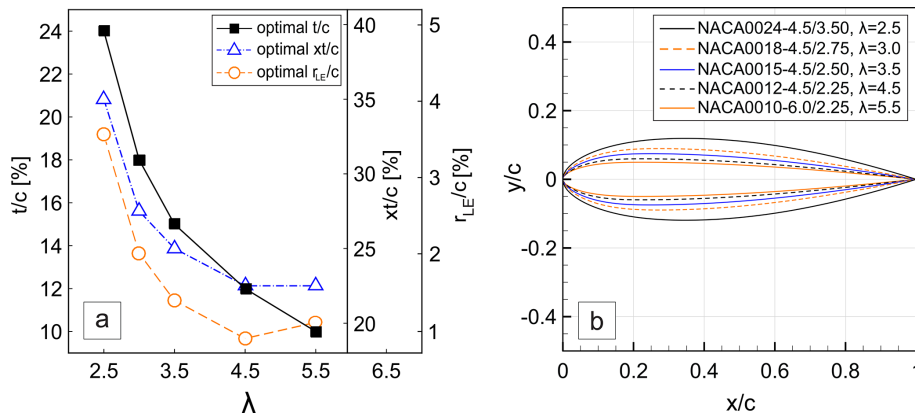 24%
22%
20%
18%
16%
14%
12%
10%
t/c [%]
2.5
3.5
4.5
5.5
6.5
λ
40
35
30
25
20
xt/c [%]
5
4
3
2
1
r_LE/c [%]
optimal t/c
optimal xt/c
optimal r_LE/c
a
0.4
0.2
0
-0.2
-0.4
y/c
NACA0024-4.5/3.50, λ=2.5
NACA0018-4.5/2.75, λ=3.0
NACA0015-4.5/2.50, λ=3.5
NACA0012-4.5/2.25, λ=4.5
NACA0010-6.0/2.25, λ=5.5
b
0
0.2
0.4
0.6
0.8
1
x/c